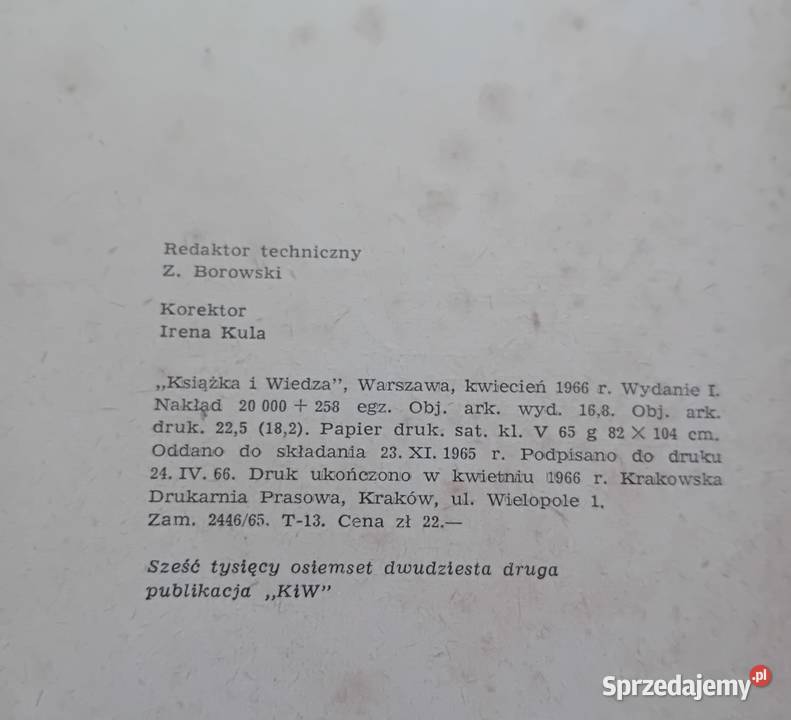 Redaktor techniczny
Z. Borowski
Korektor
Irena Kula
„Książka i Wiedza”, Warszawa, kwiecień 1966 r. Wydanie I.
Nakład 20 000 + 258 egz. Obj. ark. wyd. 16,8. Obj. ark.
druk. 22,5 (18,2). Papier druk. sat. kl. V 65 g 82 × 104 cm.
Oddano do składania 23. XI. 1965 r. Podpisano do druku
24. IV. 66. Druk ukończono w kwietniu 1966 r. Krakowska
Drukarnia Prasowa, Kraków, ul. Wielopole 1.
Zam. 2446/65. T-13. Cena zł 22.—
Sześć tysięcy osiemset dwudziesta druga
publikacja „KiW”
Sprzedajemy.pl